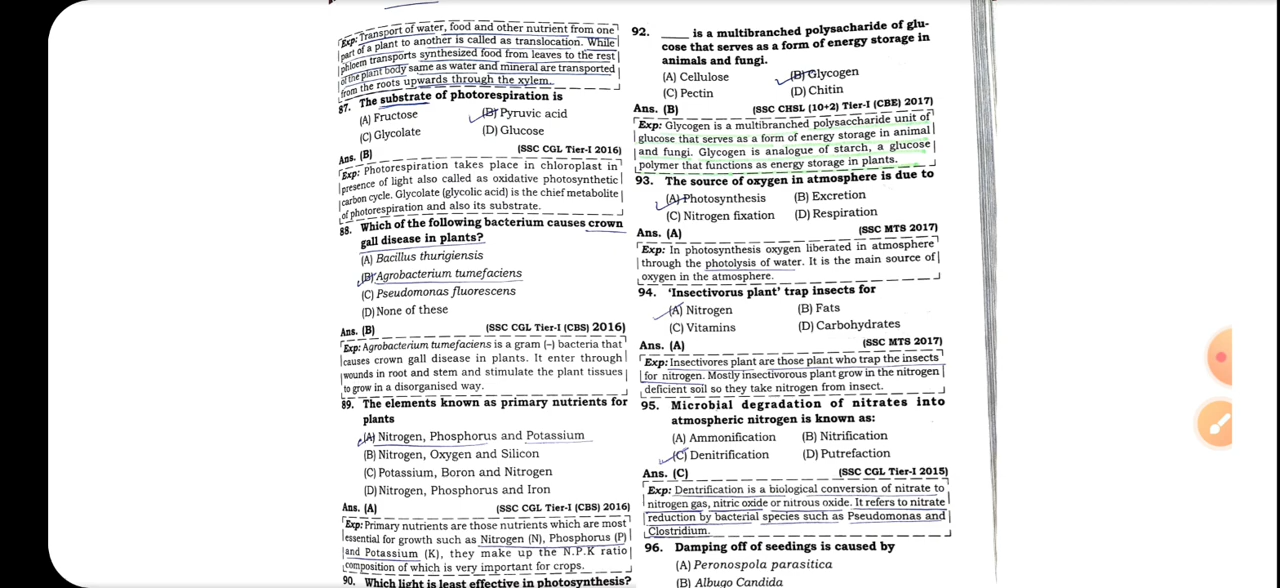 Exp: Transport of water, food and other nutrient from one
part of a plant to another is called as translocation. While
phloem transports synthesized food from leaves to the rest
of the plant body same as water and mineral are transported
from the roots upwards through the xylem.
87. The substrate of photorespiration is
(A) Fructose (B) Pyruvic acid
(C) Glycolate (D) Glucose
Ans. (B) (SSC CGL Tier-I 2016)
Exp: Photorespiration takes place in chloroplast in
presence of light also called as oxidative photosynthetic
carbon cycle. Glycolate (glycolic acid) is the chief metabolite
of photorespiration and also its substrate.
88. Which of the following bacterium causes crown
gall disease in plants?
(A) Bacillus thurigiensis
(B) Agrobacterium tumefaciens
(C) Pseudomonas fluorescens
(D) None of these
Ans. (B) (SSC CGL Tier-I (CBS) 2016)
Exp: Agrobacterium tumefaciens is a gram (–) bacteria that
causes crown gall disease in plants. It enter through
wounds in root and stem and stimulate the plant tissues
to grow in a disorganised way.
89. The elements known as primary nutrients for
plants
(A) Nitrogen, Phosphorus and Potassium
(B) Nitrogen, Oxygen and Silicon
(C) Potassium, Boron and Nitrogen
(D) Nitrogen, Phosphorus and Iron
Ans. (A) (SSC CGL Tier-I (CBS) 2016)
Exp: Primary nutrients are those nutrients which are most
essential for growth such as Nitrogen (N), Phosphorus (P)
and Potassium (K), they make up the N.P.K ratio
composition of which is very important for crops.
90. Which light is least effective in photosynthesis?
92. ____ is a multibranched polysacharide of glu-
cose that serves as a form of energy storage in
animals and fungi.
(A) Cellulose (B) Glycogen
(C) Pectin (D) Chitin
Ans. (B) (SSC CHSL (10+2) Tier-I (CBE) 2017)
Exp: Glycogen is a multibranched polysaccharide unit of
glucose that serves as a form of energy storage in animal
and fungi. Glycogen is analogue of starch, a glucose
polymer that functions as energy storage in plants.
93. The source of oxygen in atmosphere is due to
(A) Photosynthesis (B) Excretion
(C) Nitrogen fixation (D) Respiration
Ans. (A) (SSC MTS 2017)
Exp: In photosynthesis oxygen liberated in atmosphere
through the photolysis of water. It is the main source of
oxygen in the atmosphere.
94. 'Insectivorus plant' trap insects for
(A) Nitrogen (B) Fats
(C) Vitamins (D) Carbohydrates
Ans. (A) (SSC MTS 2017)
Exp: Insectivores plant are those plant who trap the insects
for nitrogen. Mostly insectivorous plant grow in the nitrogen
deficient soil so they take nitrogen from insect.
95. Microbial degradation of nitrates into
atmospheric nitrogen is known as:
(A) Ammonification (B) Nitrification
(C) Denitrification (D) Putrefaction
Ans. (C) (SSC CGL Tier-I 2015)
Exp: Dentrification is a biological conversion of nitrate to
nitrogen gas, nitric oxide or nitrous oxide. It refers to nitrate
reduction by bacterial species such as Pseudomonas and
Clostridium.
96. Damping off of seedings is caused by
(A) Peronospola parasitica
(B) Albugo Candida